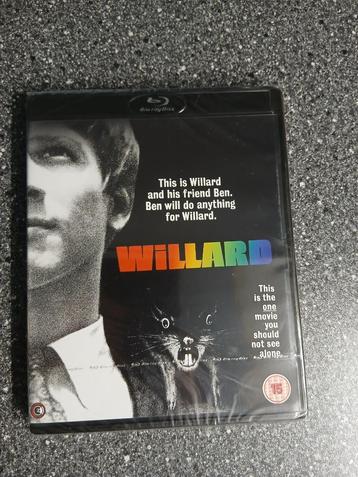 Blu-ray Disc
This is Willard
and his friend Ben.
Ben will do anything
for Willard.
WiLLARD
This
is the
one
movie
you
should
not see
alone.
15